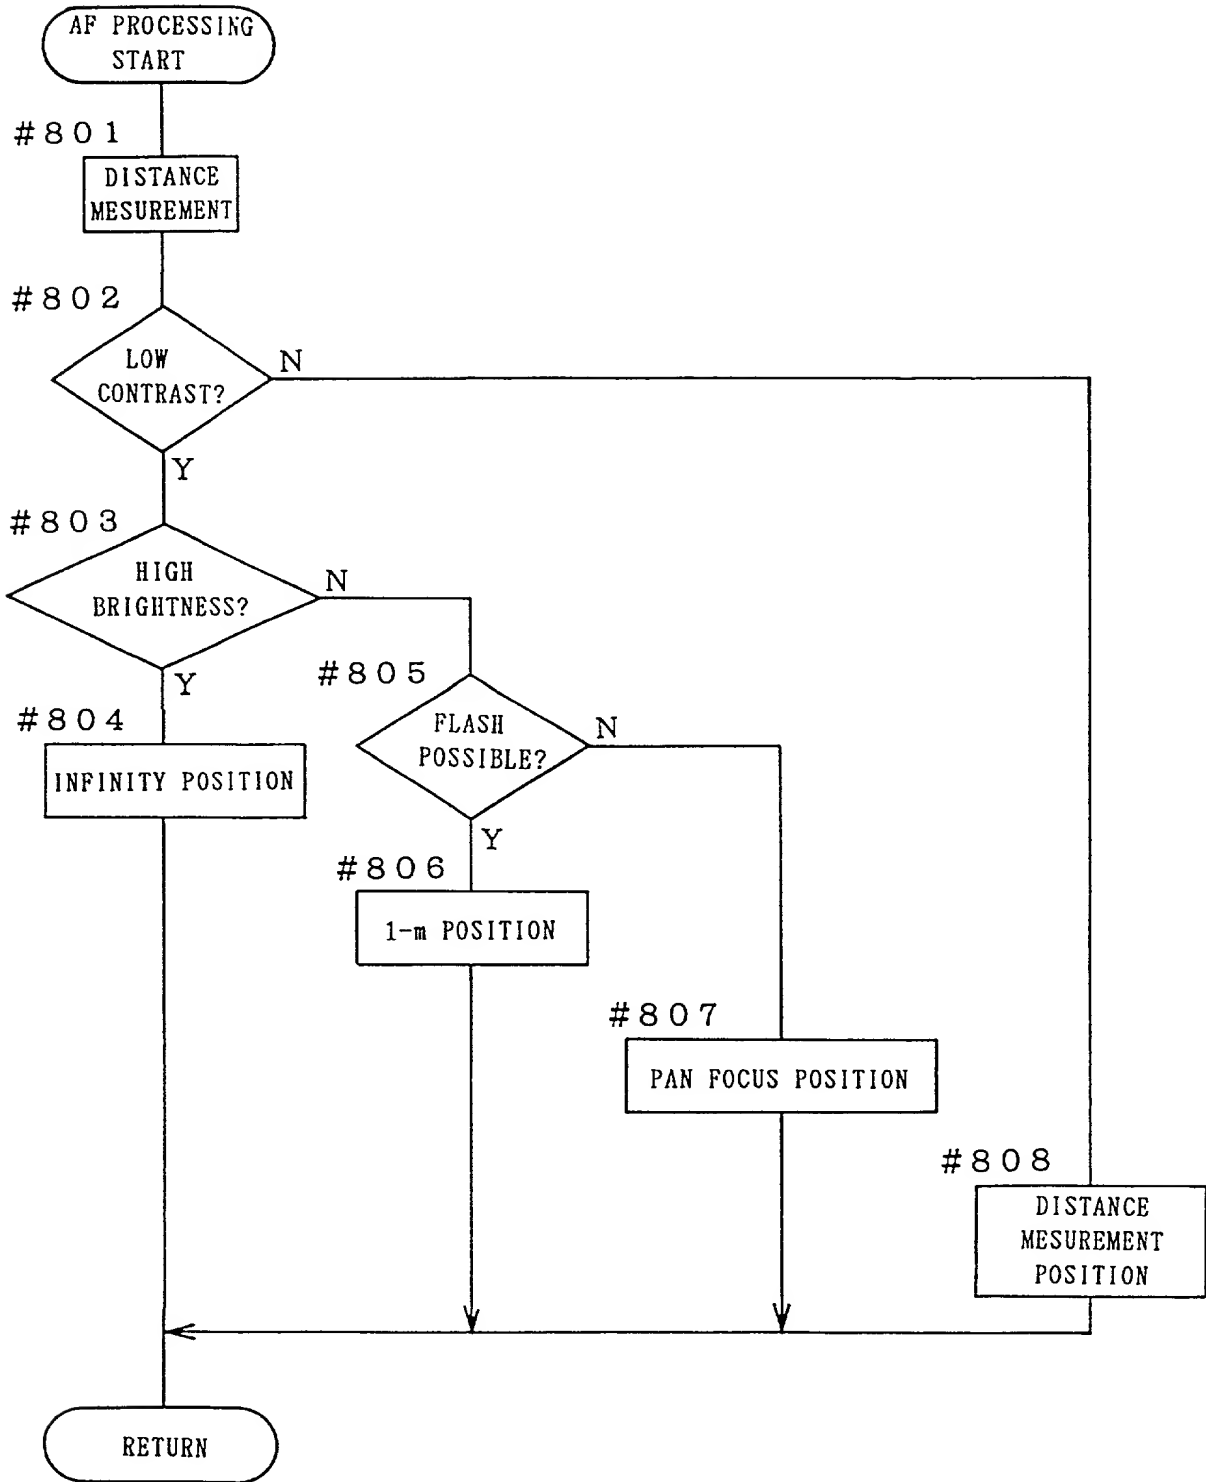 AF PROCESSING
START
#801
DISTANCE
MESUREMENT
#802
LOW
CONTRAST?
N
Y
#803
HIGH
BRIGHTNESS?
N
Y
#804
INFINITY POSITION
#805
FLASH
POSSIBLE?
N
Y
#806
1-m POSITION
#807
PAN FOCUS POSITION
#808
DISTANCE
MESUREMENT
POSITION
RETURN